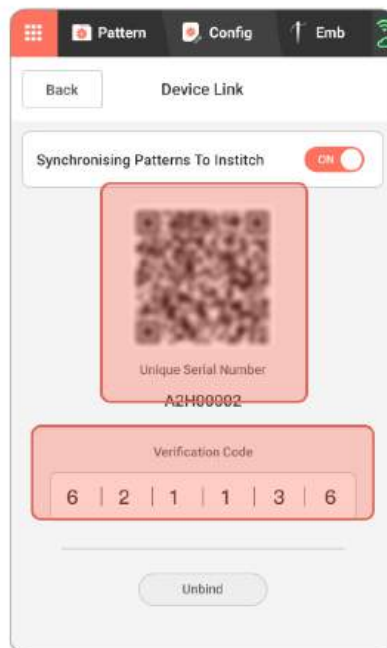 Pattern Config Emb
Back Device Link
Synchronising Patterns To Institch ON
Unique Serial Number
A2H00002
Verification Code
6 | 2 | 1 | 1 | 3 | 6
Unbind